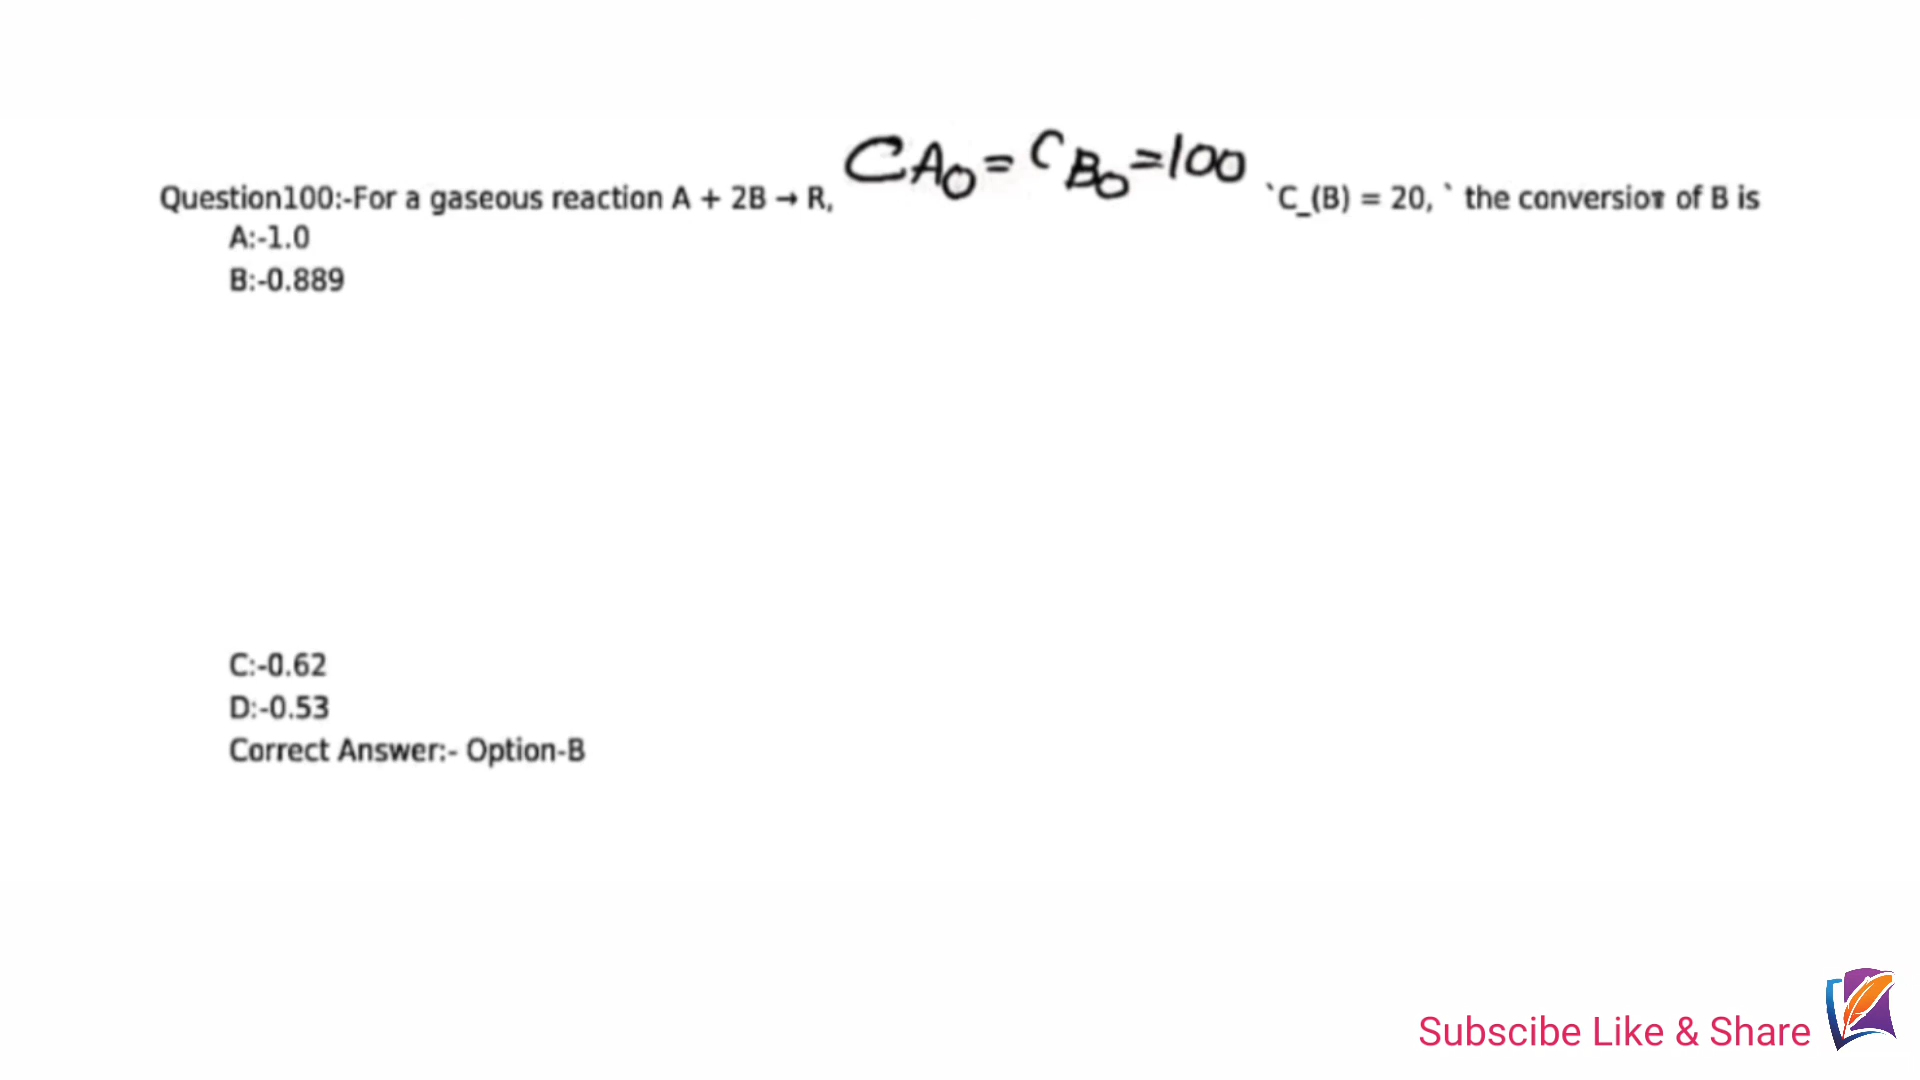 Question100:-For a gaseous reaction A + 2B → R, CA0 = CB0 =100 `C_(B) = 20, ` the conversion of B is
A:-1.0
B:-0.889
C:-0.62
D:-0.53
Correct Answer:- Option-B
Subscibe Like & Share